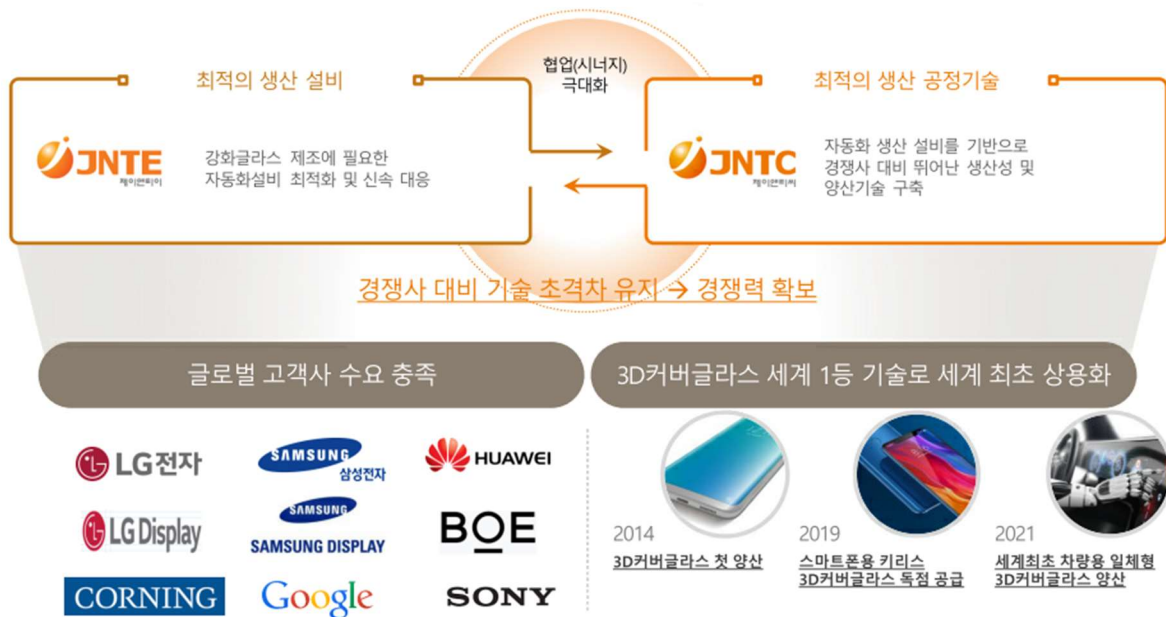 협업(시너지)
극대화
최적의 생산 설비
JNTE
제이앤티이
강화글라스 제조에 필요한
자동화설비 최적화 및 신속 대응
최적의 생산 공정기술
JNTC
제이앤티씨
자동화 생산 설비를 기반으로
경쟁사 대비 뛰어난 생산성 및
양산기술 구축
경쟁사 대비 기술 초격차 유지 → 경쟁력 확보
글로벌 고객사 수요 충족
LG전자
SAMSUNG
삼성전자
HUAWEI
LG Display
SAMSUNG
SAMSUNG DISPLAY
BOE
CORNING
Google
SONY
3D커버글라스 세계 1등 기술로 세계 최초 상용화
2014
3D커버글라스 첫 양산
2019
스마트폰용 키리스
3D커버글라스 독점 공급
2021
세계최초 차량용 일체형
3D커버글라스 양산